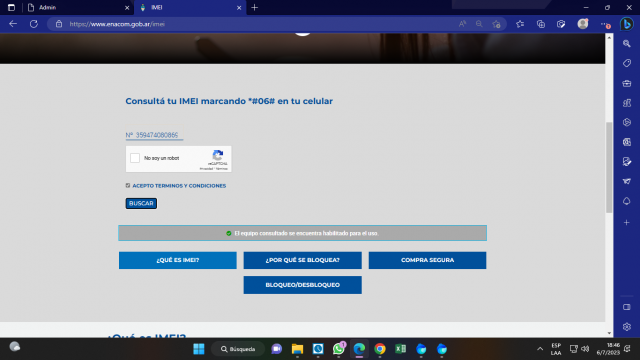 Admin
IMEI
https://www.enacom.gob.ar/imei
Consultá tu IMEI marcando *#06# en tu celular
N° 35947408086
No soy un robot
reCAPTCHA
Privacidad - Términos
ACEPTO TERMINOS Y CONDICIONES
BUSCAR
El equipo consultado se encuentra habilitado para el uso.
¿QUÉ ES IMEI?
¿POR QUÉ SE BLOQUEA?
COMPRA SEGURA
BLOQUEO/DESBLOQUEO
¿Qué es IMEI?
Búsqueda
ESP
LAA
18:46
6/7/2023